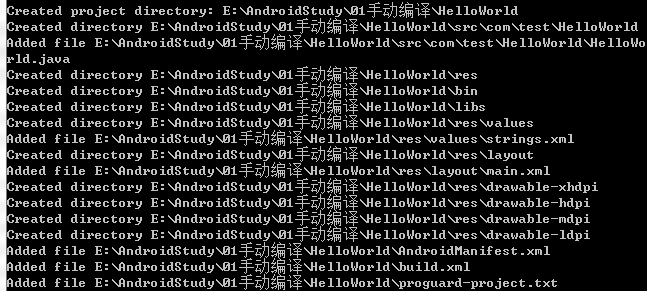 Created project directory: E:\AndroidStudy\01手动编译\HelloWorld
Created directory E:\AndroidStudy\01手动编译\HelloWorld\src\com\test\HelloWorld
Added file E:\AndroidStudy\01手动编译\HelloWorld\src\com\test\HelloWorld\HelloWo
rld.java
Created directory E:\AndroidStudy\01手动编译\HelloWorld\res
Created directory E:\AndroidStudy\01手动编译\HelloWorld\bin
Created directory E:\AndroidStudy\01手动编译\HelloWorld\libs
Created directory E:\AndroidStudy\01手动编译\HelloWorld\res\values
Added file E:\AndroidStudy\01手动编译\HelloWorld\res\values\strings.xml
Created directory E:\AndroidStudy\01手动编译\HelloWorld\res\layout
Added file E:\AndroidStudy\01手动编译\HelloWorld\res\layout\main.xml
Created directory E:\AndroidStudy\01手动编译\HelloWorld\res\drawable-xhdpi
Created directory E:\AndroidStudy\01手动编译\HelloWorld\res\drawable-hdpi
Created directory E:\AndroidStudy\01手动编译\HelloWorld\res\drawable-mdpi
Created directory E:\AndroidStudy\01手动编译\HelloWorld\res\drawable-ldpi
Added file E:\AndroidStudy\01手动编译\HelloWorld\AndroidManifest.xml
Added file E:\AndroidStudy\01手动编译\HelloWorld\build.xml
Added file E:\AndroidStudy\01手动编译\HelloWorld\proguard-project.txt